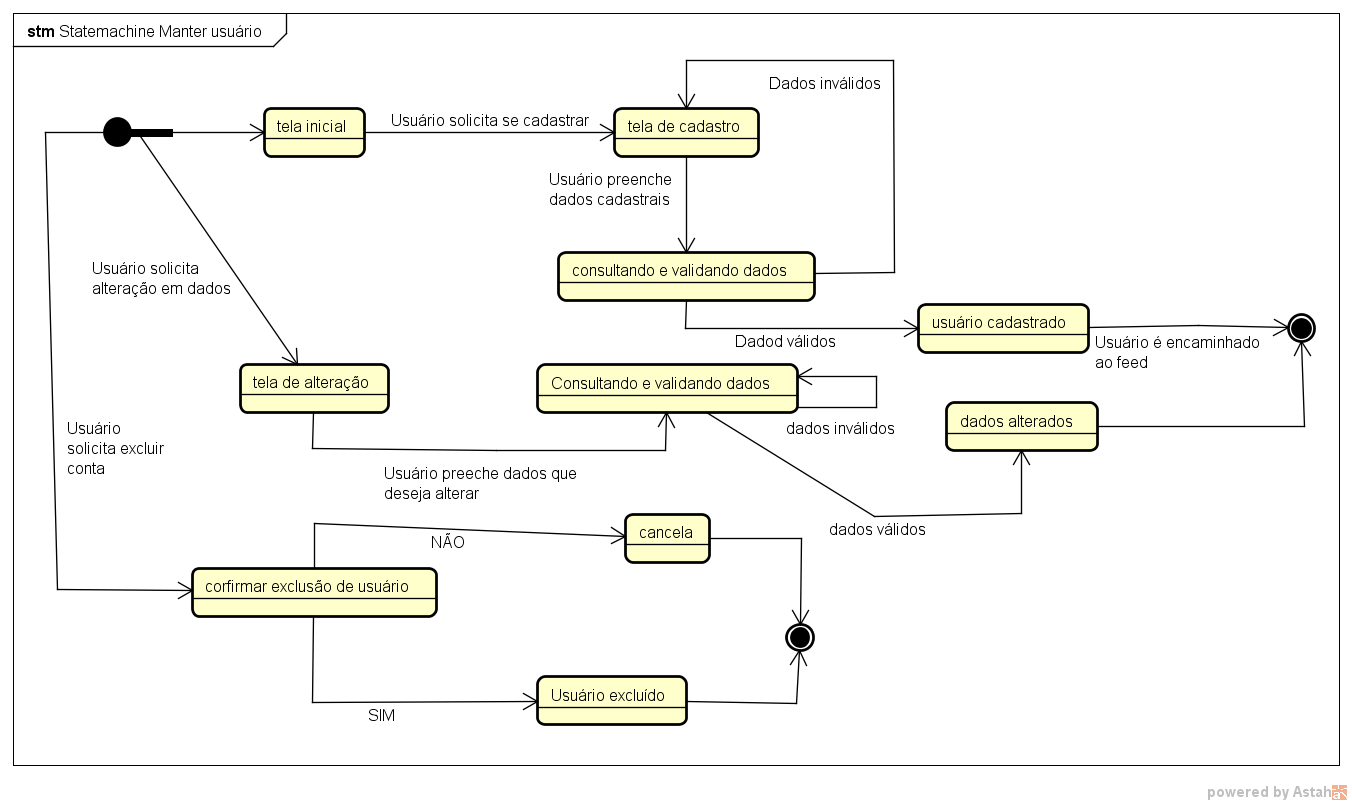 stm Statemachine Manter usuário
Dados inválidos
tela inicial
Usuário solicita se cadastrar
tela de cadastro
Usuário preenche
dados cadastrais
Usuário solicita
alteração em dados
consultando e validando dados
usuário cadastrado
Dadod válidos
Usuário é encaminhado
ao feed
tela de alteração
Consultando e validando dados
dados inválidos
dados alterados
Usuário
solicita excluir
conta
Usuário preeche dados que
deseja alterar
dados válidos
cancela
NÃO
corfirmar exclusão de usuário
Usuário excluído
SIM
powered by Astah